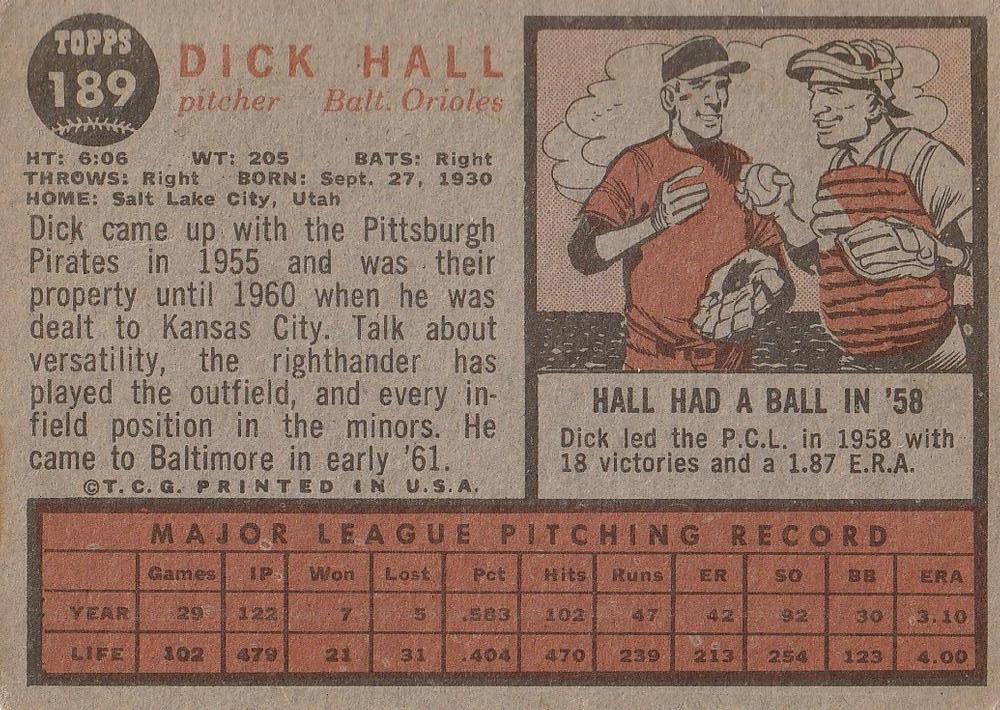 TOPPS
189
DICK HALL
pitcher Balt. Orioles
HT: 6:06 WT: 205 BATS: Right
THROWS: Right BORN: Sept. 27, 1930
HOME: Salt Lake City, Utah
Dick came up with the Pittsburgh
Pirates in 1955 and was their
property until 1960 when he was
dealt to Kansas City. Talk about
versatility, the righthander has
played the outfield, and every in-
field position in the minors. He
came to Baltimore in early '61.
©T.C.G. PRINTED IN U.S.A.
HALL HAD A BALL IN '58
Dick led the P.C.L. in 1958 with
18 victories and a 1.87 E.R.A.
MAJOR LEAGUE PITCHING RECORD
Games IP Won Lost Pct Hits Runs ER SO BB ERA
YEAR 29 122 7 5 .583 102 47 42 92 30 3.10
LIFE 102 479 21 31 .404 470 239 213 254 123 4.00